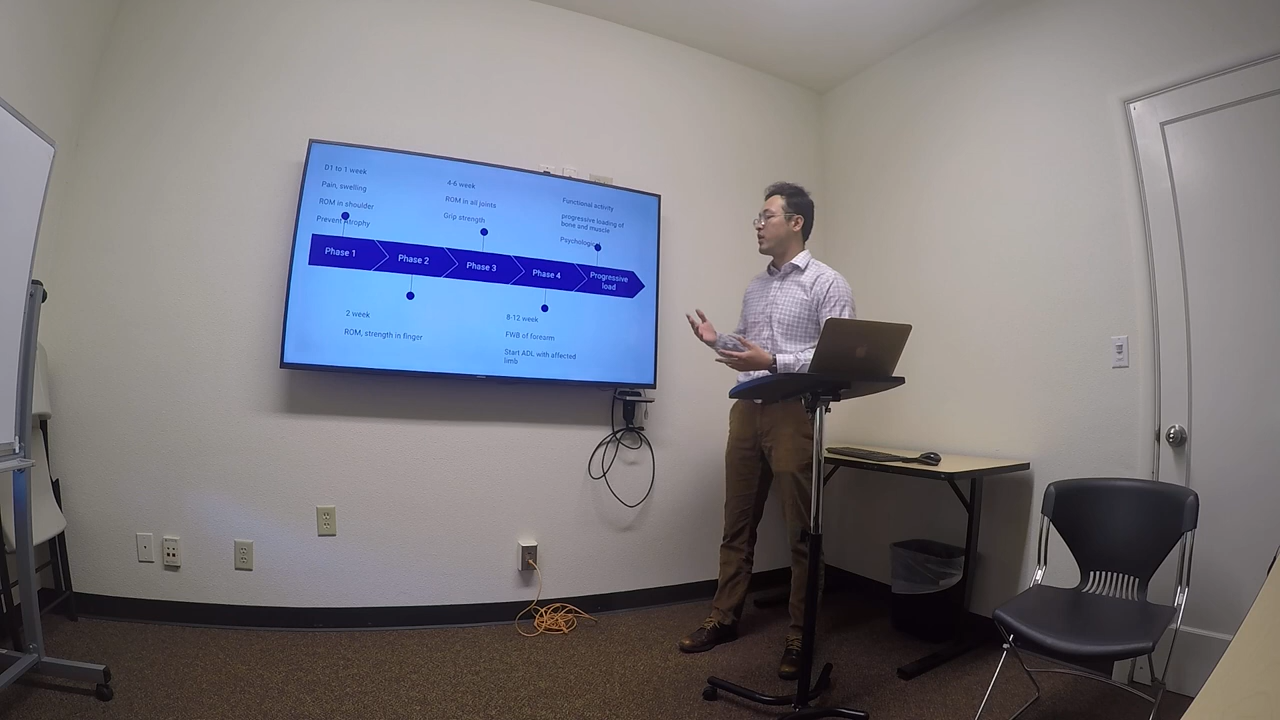 D1 to 1 week
Pain, swelling
ROM in shoulder
Prevent atrophy
4-6 week
ROM in all joints
Grip strength
Functional activity
progressive loading of
bone and muscle
Psychological
Phase 1
Phase 2
Phase 3
Phase 4
Progressive
load
2 week
ROM, strength in finger
8-12 week
FWB of forearm
Start ADL with affected
limb